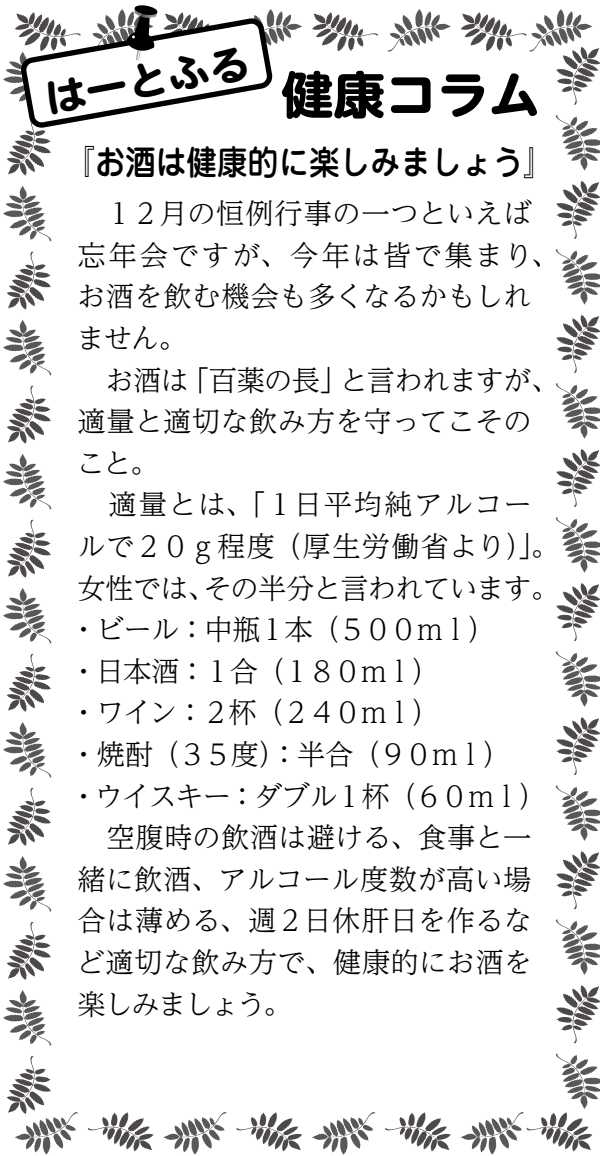 はーとふる
健康コラム
『お酒は健康的に楽しみましょう』
　１２月の恒例行事の一つといえば
忘年会ですが、今年は皆で集まり、
お酒を飲む機会も多くなるかもしれ
ません。
　お酒は「百薬の長」と言われますが、
適量と適切な飲み方を守ってこその
こと。
　適量とは、「１日平均純アルコー
ルで２０ｇ程度（厚生労働省より）」。
女性では、その半分と言われています。
・ビール：中瓶１本（５００ｍｌ）
・日本酒：１合（１８０ｍｌ）
・ワイン：２杯（２４０ｍｌ）
・焼酎（３５度）：半合（９０ｍｌ）
・ウイスキー：ダブル１杯（６０ｍｌ）
　空腹時の飲酒は避ける、食事と一
緒に飲酒、アルコール度数が高い場
合は薄める、週２日休肝日を作るな
ど適切な飲み方で、健康的にお酒を
楽しみましょう。